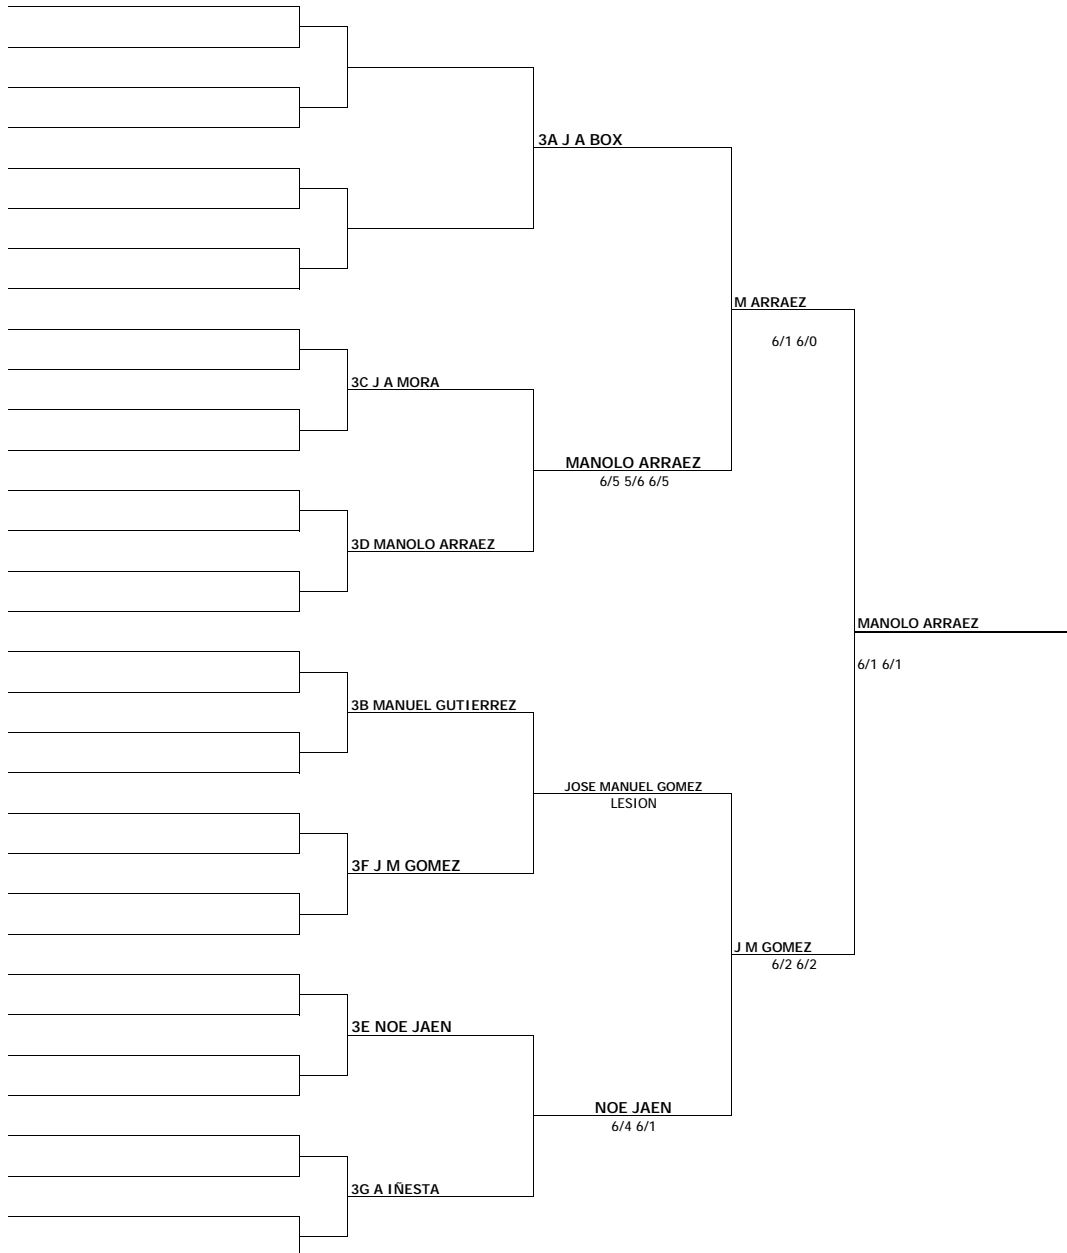 3A J A BOX
M ARRAEZ
6/1 6/0
3C J A MORA
MANOLO ARRAEZ
6/5 5/6 6/5
3D MANOLO ARRAEZ
MANOLO ARRAEZ
6/1 6/1
3B MANUEL GUTIERREZ
JOSE MANUEL GOMEZ
LESION
3F J M GOMEZ
J M GOMEZ
6/2 6/2
3E NOE JAEN
NOE JAEN
6/4 6/1
3G A IÑESTA